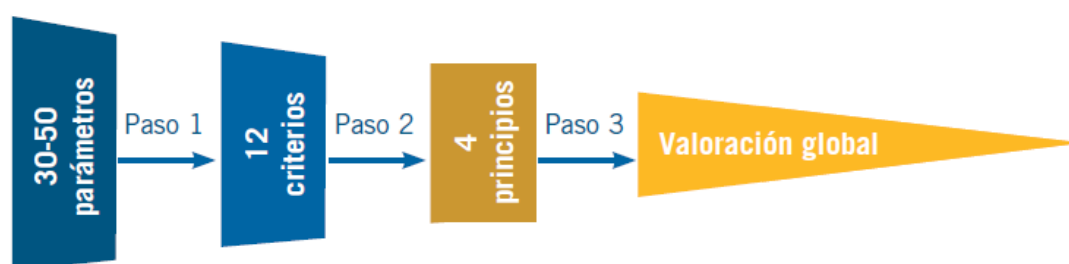 30-50
parámetros
Paso 1
12
criterios
Paso 2
4
principios
Paso 3
Valoración global